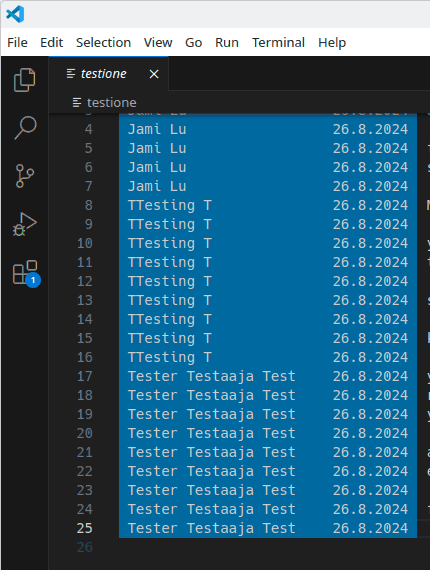 File Edit Selection View Go Run Terminal Help
testione
testione
4 Jami Lu 26.8.2024
5 Jami Lu 26.8.2024
6 Jami Lu 26.8.2024
7 Jami Lu 26.8.2024
8 TTesting T 26.8.2024
9 TTesting T 26.8.2024
10 TTesting T 26.8.2024
11 TTesting T 26.8.2024
12 TTesting T 26.8.2024
13 TTesting T 26.8.2024
14 TTesting T 26.8.2024
15 TTesting T 26.8.2024
16 TTesting T 26.8.2024
17 Tester Testaaja Test 26.8.2024
18 Tester Testaaja Test 26.8.2024
19 Tester Testaaja Test 26.8.2024
20 Tester Testaaja Test 26.8.2024
21 Tester Testaaja Test 26.8.2024
22 Tester Testaaja Test 26.8.2024
23 Tester Testaaja Test 26.8.2024
24 Tester Testaaja Test 26.8.2024
25 Tester Testaaja Test 26.8.2024
26
1